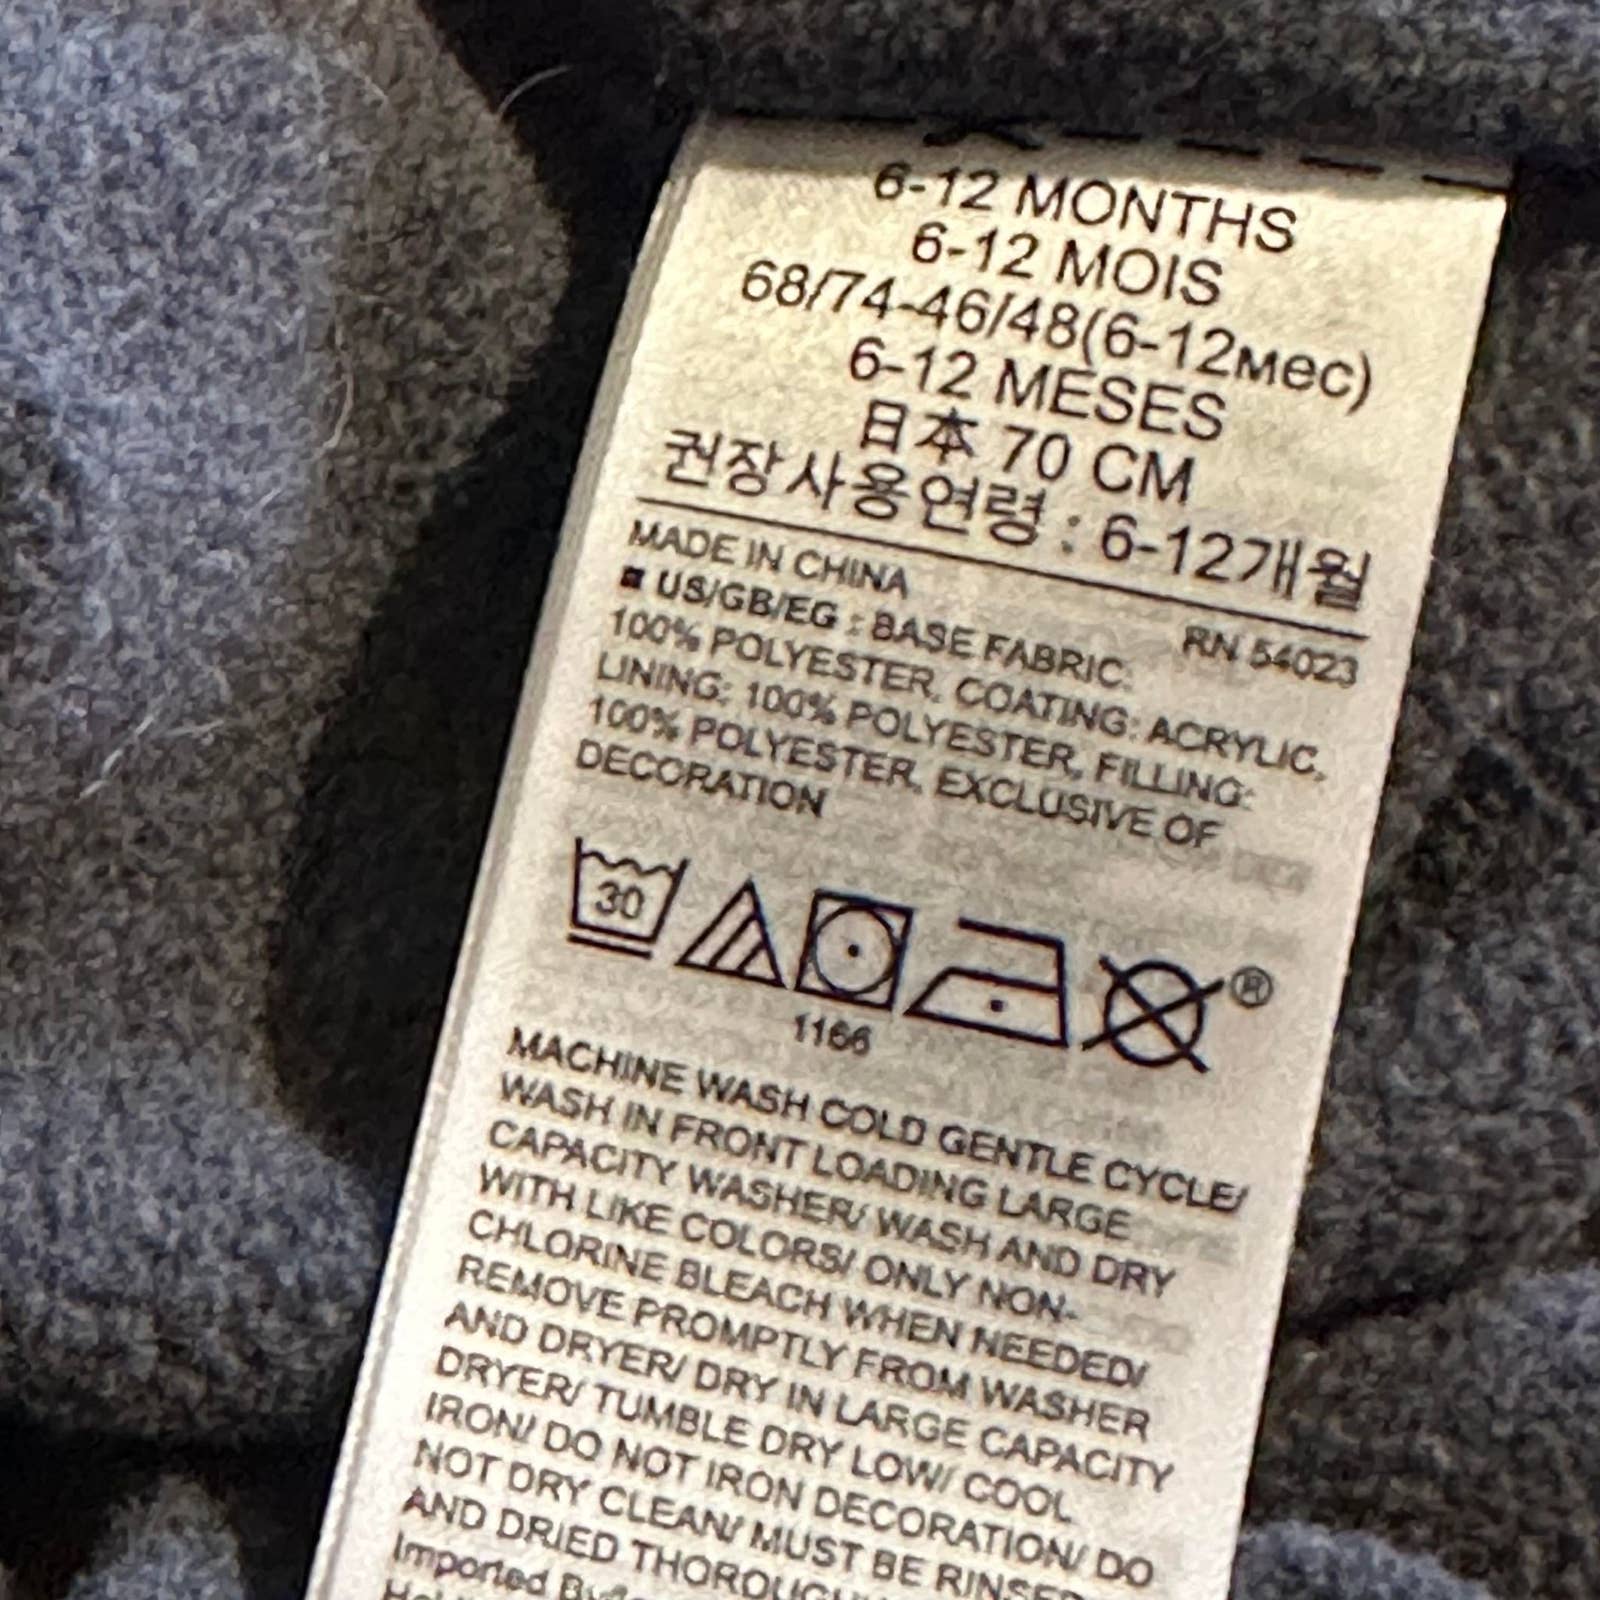 6-12 MONTHS
6-12 MOIS
68/74-46/48(6-12мес)
6-12 MESES
日本 70 CM
권장사용연령 : 6-12개월
MADE IN CHINA
RN 54023
■ US/GB/EG : BASE FABRIC:
100% POLYESTER, COATING: ACRYLIC,
LINING: 100% POLYESTER, FILLING:
100% POLYESTER, EXCLUSIVE OF
DECORATION
30
®
1166
MACHINE WASH COLD GENTLE CYCLE/
WASH IN FRONT LOADING LARGE
CAPACITY WASHER/ WASH AND DRY
WITH LIKE COLORS/ ONLY NON-
CHLORINE BLEACH WHEN NEEDED/
REMOVE PROMPTLY FROM WASHER
AND DRYER/ DRY IN LARGE CAPACITY
DRYER/ TUMBLE DRY LOW/ COOL
IRON/ DO NOT IRON DECORATION/ DO
NOT DRY CLEAN/ MUST BE RINSED
AND DRIED THOROUGHLY
Imported